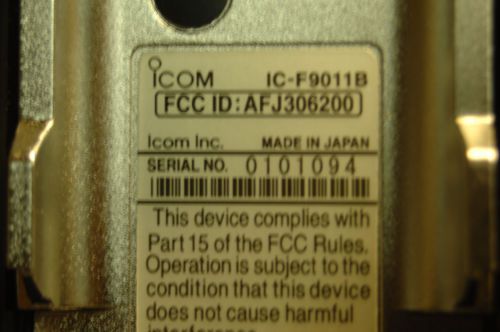 ICOM IC-F9011B
FCC ID: AFJ306200
Icom Inc. MADE IN JAPAN
SERIAL NO. 0101094
This device complies with
Part 15 of the FCC Rules.
Operation is subject to the
condition that this device
does not cause harmful
interference.